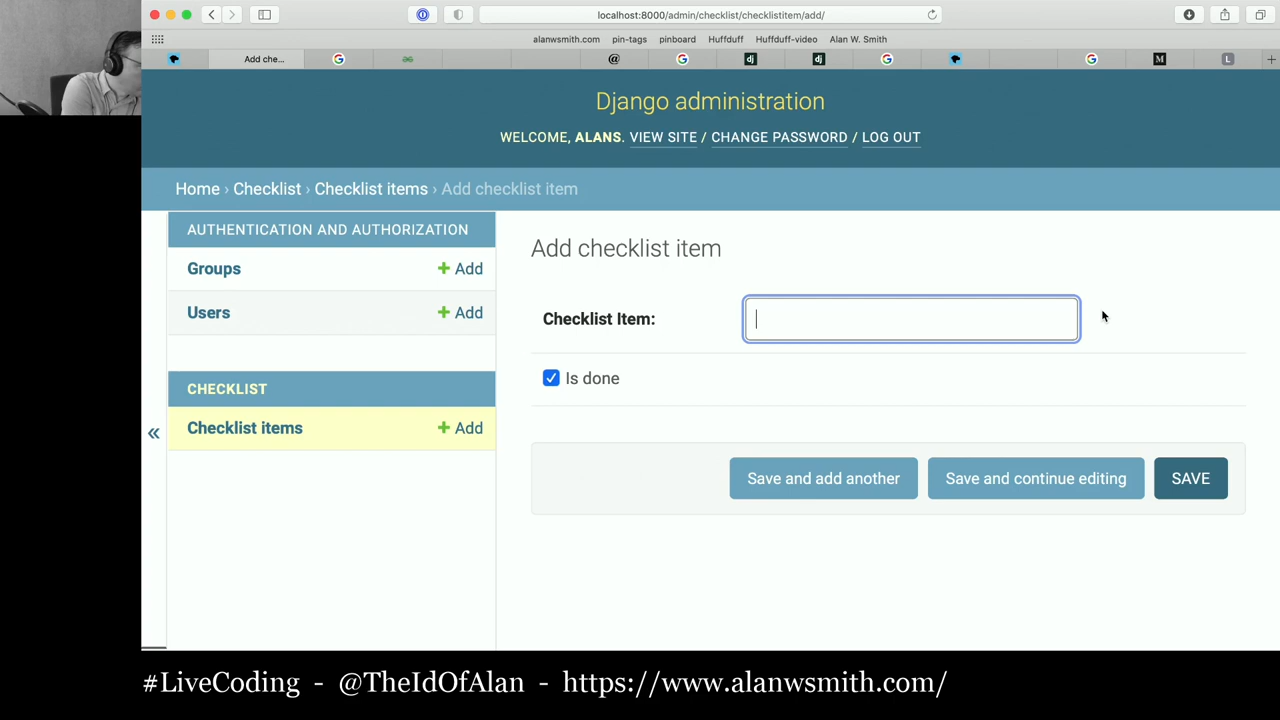 localhost:8000/admin/checklist/checklistitem/add/
alanwsmith.com pin-tags pinboard Huffduff Huffduff-video Alan W. Smith
Add che...
Django administration
WELCOME, ALANS. VIEW SITE / CHANGE PASSWORD / LOG OUT
Home › Checklist › Checklist items › Add checklist item
AUTHENTICATION AND AUTHORIZATION
Groups + Add
Users + Add
CHECKLIST
Checklist items + Add
«
Add checklist item
Checklist Item:
Is done
Save and add another Save and continue editing SAVE
#LiveCoding - @TheIdOfAlan - https://www.alanwsmith.com/